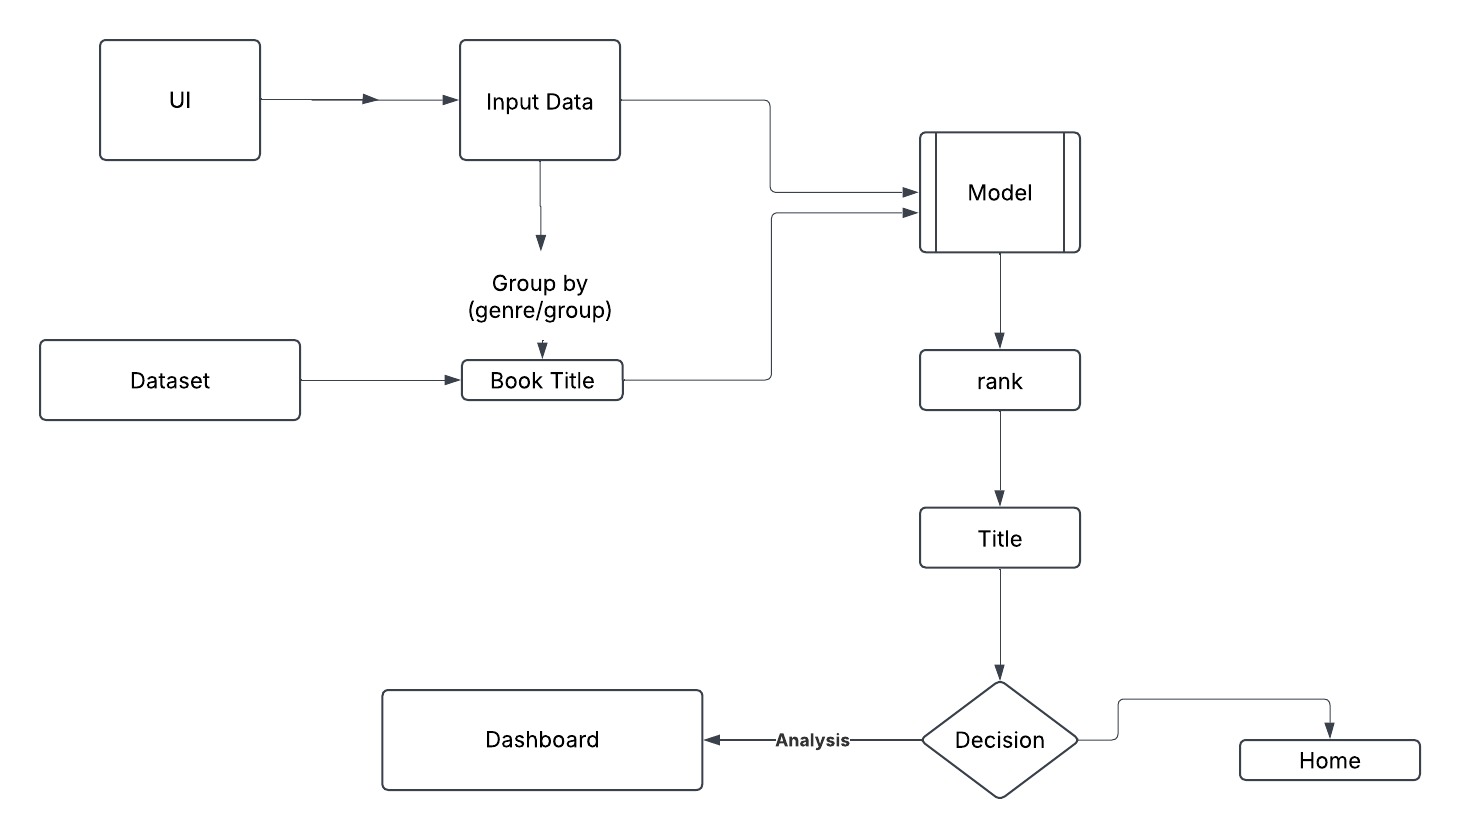 UI
Input Data
Model
Group by
(genre/group)
Dataset
Book Title
rank
Title
Dashboard
Analysis
Decision
Home